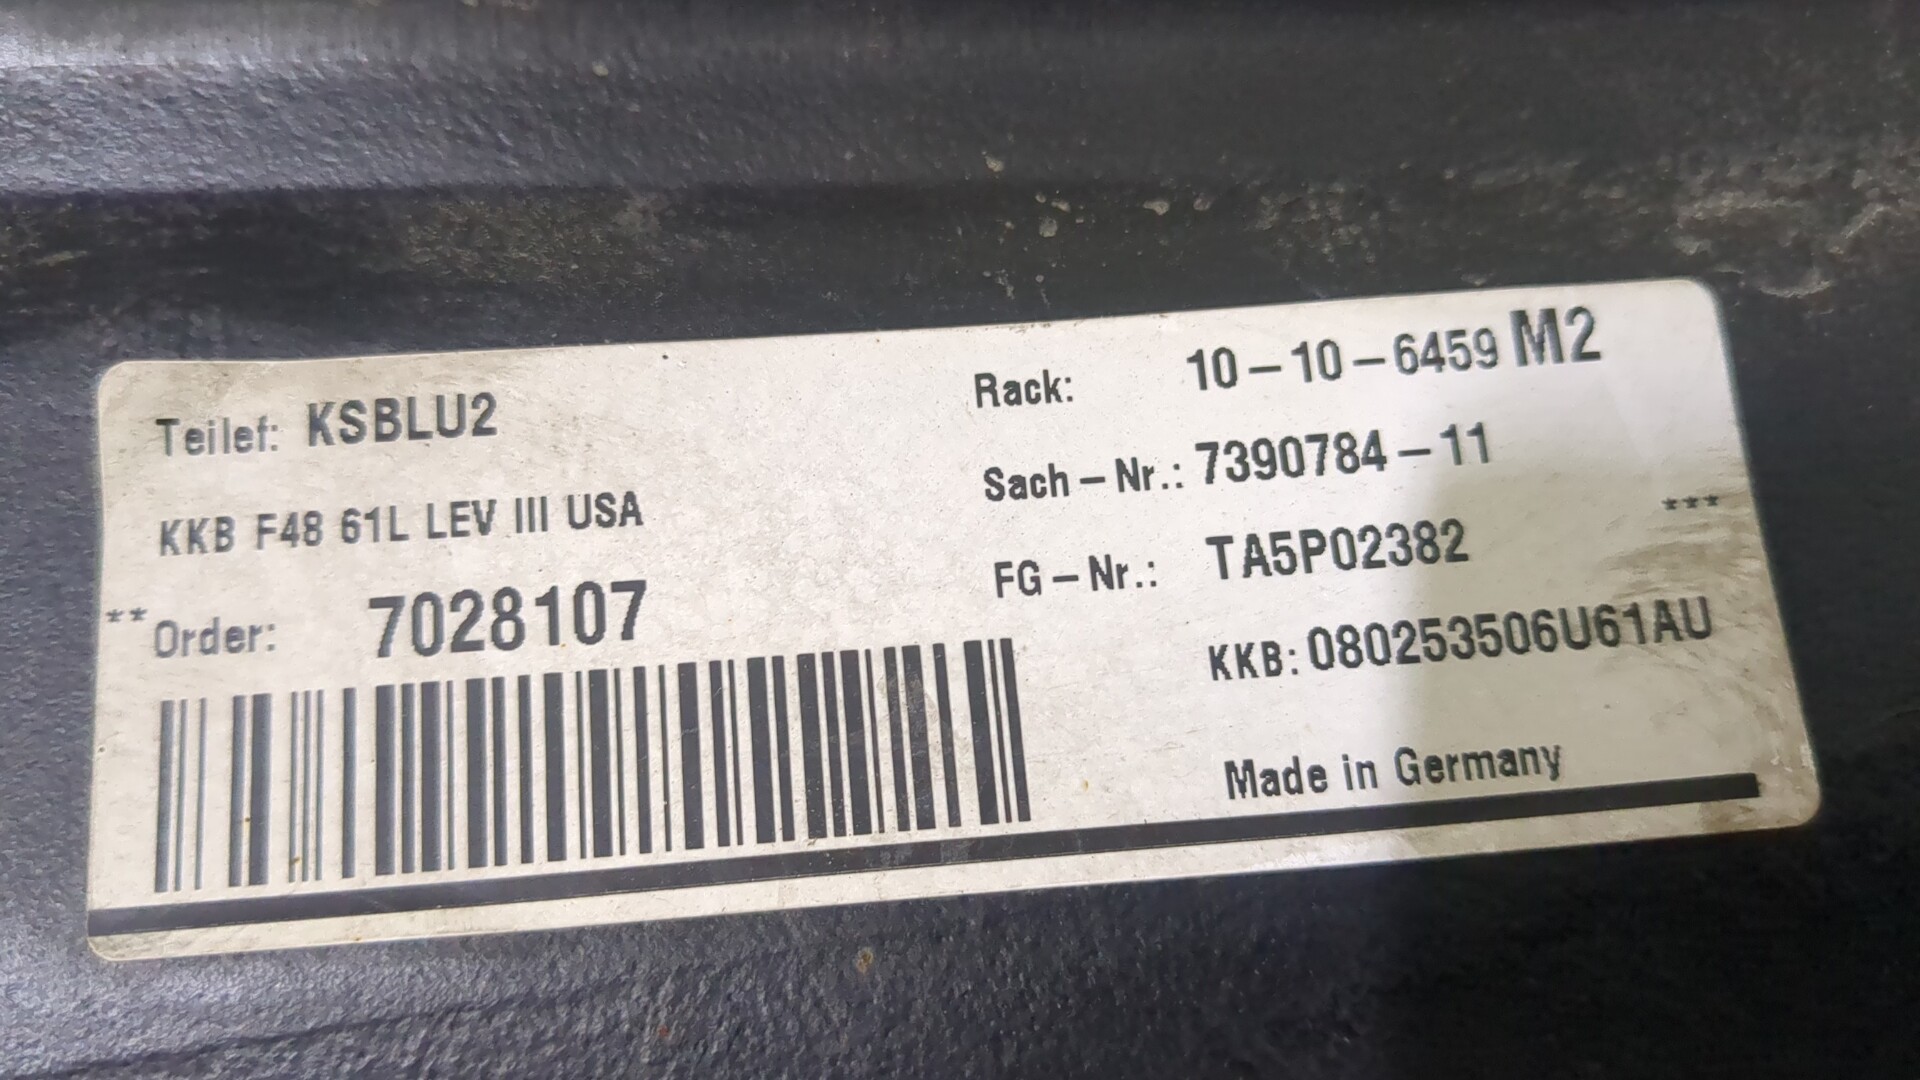 Teilef: KSBLU2
KKB F48 61L LEV III USA
**Order: 7028107
Rack: 10-10-6459 M2
Sach-Nr.: 7390784-11
***
FG-Nr.: TA5P02382
KKB: 080253506U61AU
Made in Germany